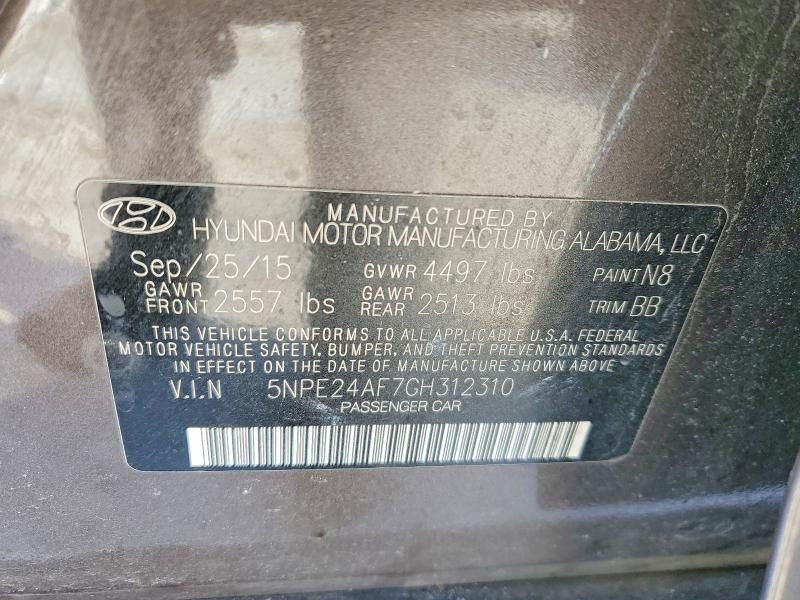 MANUFACTURED BY
HYUNDAI MOTOR MANUFACTURING ALABAMA, LLC
Sep/25/15 GVWR 4497 lbs PAINT N8
GAWR FRONT 2557 lbs GAWR REAR 2513 lbs TRIM BB
THIS VEHICLE CONFORMS TO ALL APPLICABLE U.S.A. FEDERAL
MOTOR VEHICLE SAFETY, BUMPER, AND THEFT PREVENTION STANDARDS
IN EFFECT ON THE DATE OF MANUFACTURE SHOWN ABOVE
V.I.N 5NPE24AF7GH312310
PASSENGER CAR